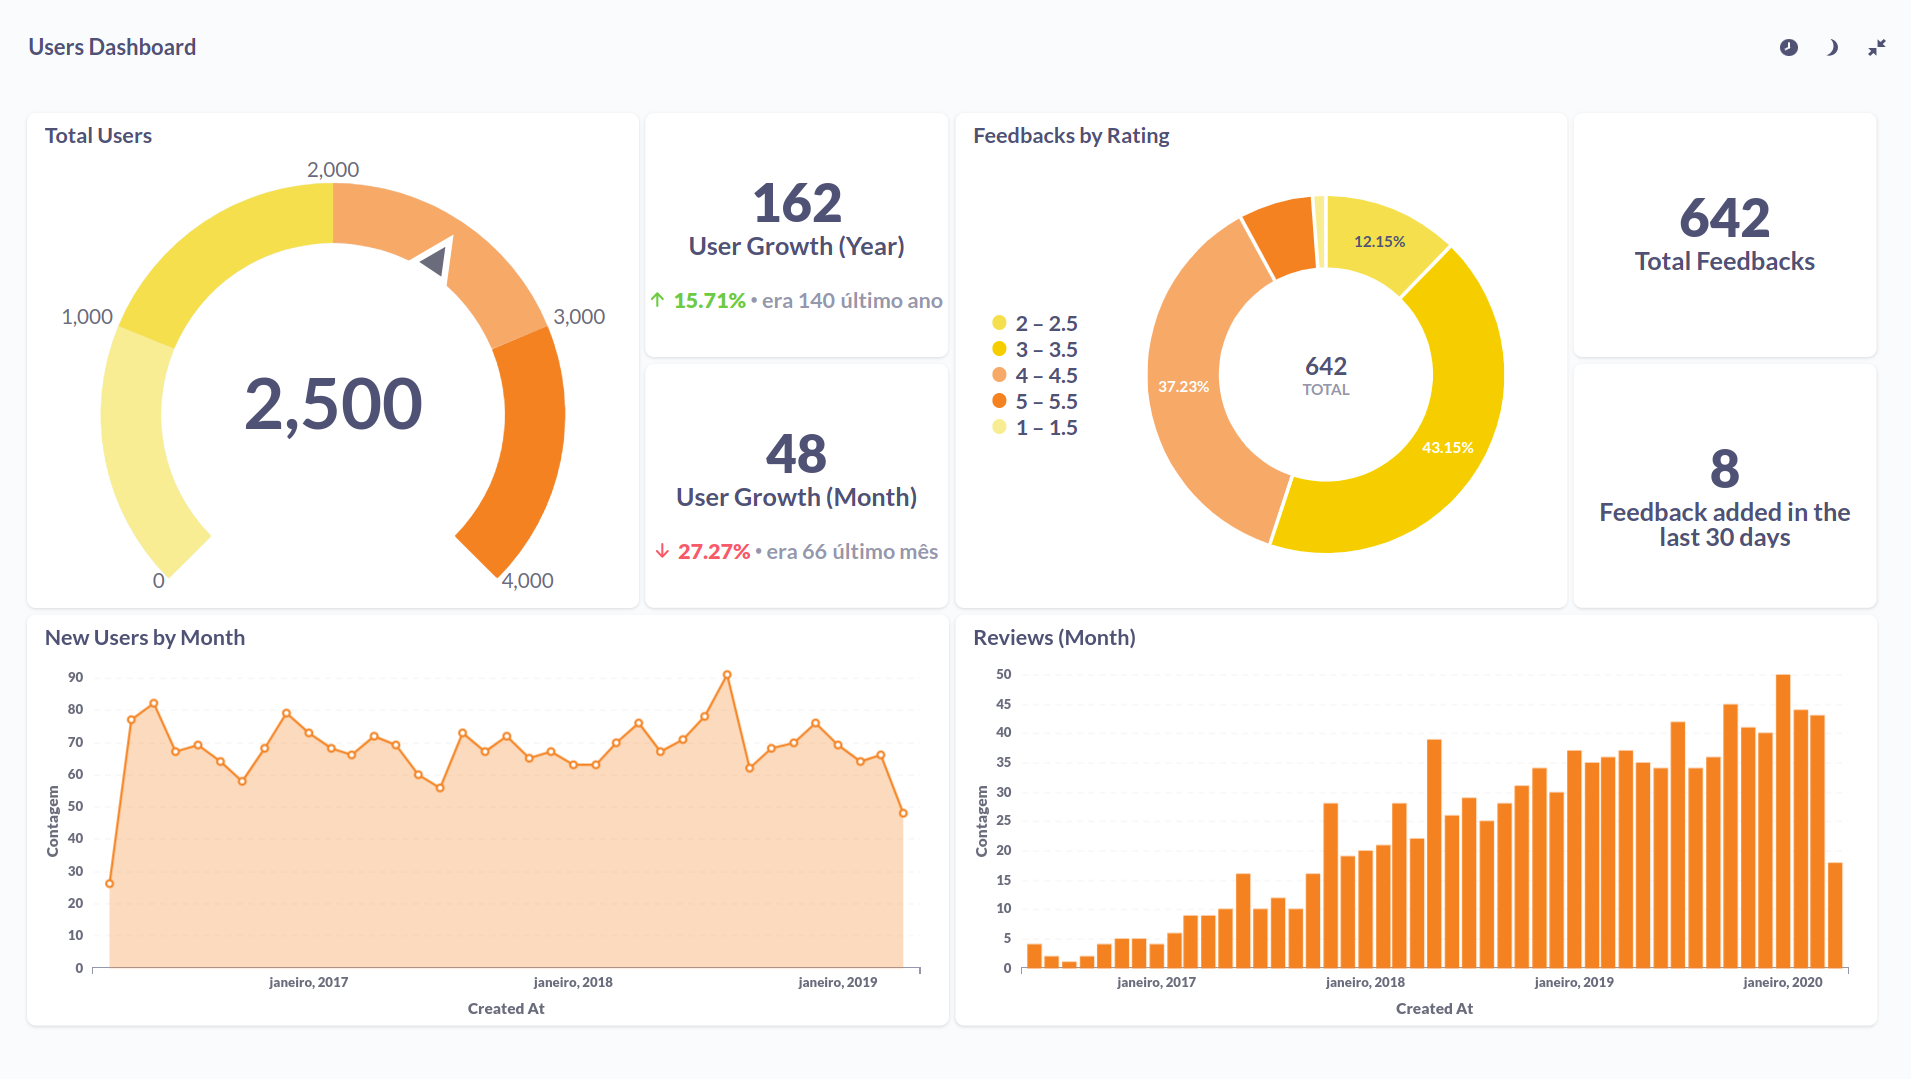 Users Dashboard
Total Users
2,000
1,000
3,000
2,500
0
4,000
162
User Growth (Year)
↑ 15.71% • era 140 último ano
48
User Growth (Month)
↓ 27.27% • era 66 último mês
Feedbacks by Rating
2 – 2.5
3 – 3.5
4 – 4.5
5 – 5.5
1 – 1.5
12.15%
37.23%
43.15%
642
TOTAL
642
Total Feedbacks
8
Feedback added in the
last 30 days
New Users by Month
90
80
70
60
50
40
30
20
10
0
Contagem
janeiro, 2017
janeiro, 2018
janeiro, 2019
Created At
Reviews (Month)
50
45
40
35
30
25
20
15
10
5
0
Contagem
janeiro, 2017
janeiro, 2018
janeiro, 2019
janeiro, 2020
Created At